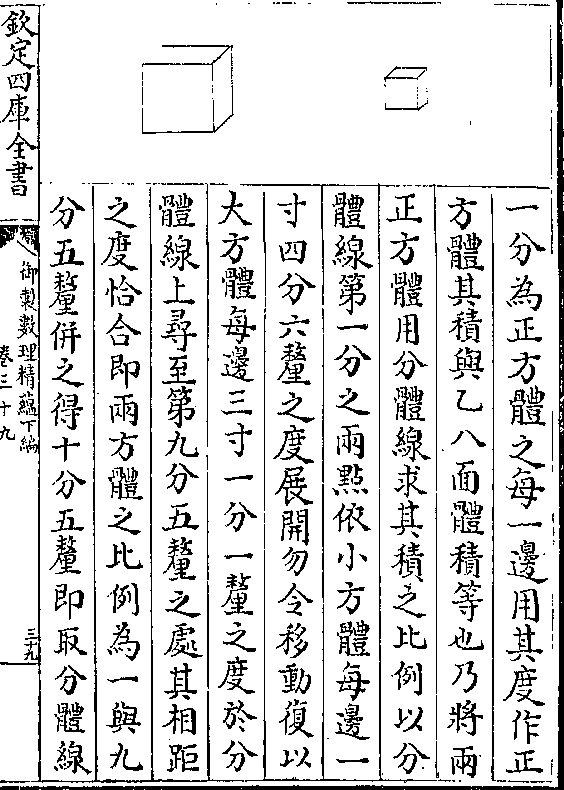 一分為正方體之每一邊用其度作正
方體其積與乙八面體積等也乃將兩
正方體用分體線求其積之比例以分
體線第一分之兩點依小方體每邊一
寸四分六釐之度展開勿令移動復以
大方體每邊三寸一分一釐之度於分
體線上尋至第九分五釐之處其相距
之度恰合即兩方體之比例為一與九
分五釐併之得十分五釐即取分體線
欽定四庫全書
御製數理精蘊下編
卷三十九
三九